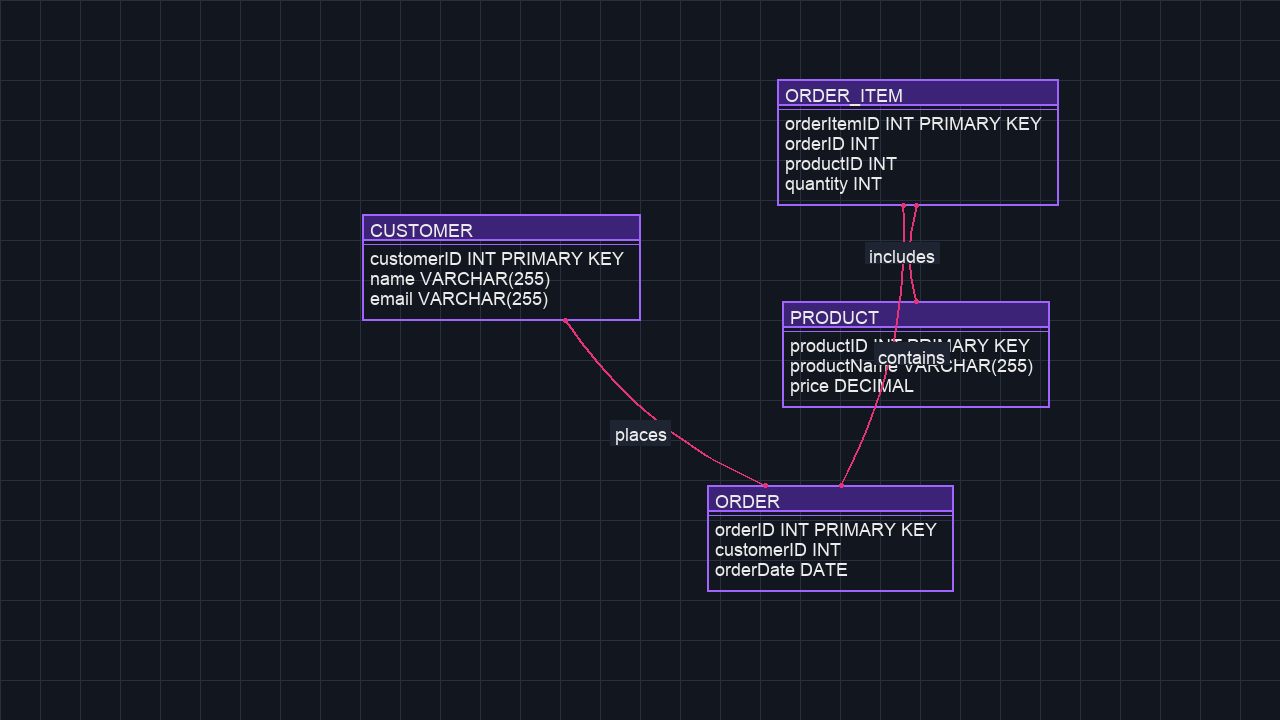 ORDER_ITEM
orderItemID INT PRIMARY KEY
orderID INT
productID INT
quantity INT
CUSTOMER
customerID INT PRIMARY KEY
name VARCHAR(255)
email VARCHAR(255)
includes
PRODUCT
productID INT PRIMARY KEY
contains
productName VARCHAR(255)
price DECIMAL
places
ORDER
orderID INT PRIMARY KEY
customerID INT
orderDate DATE